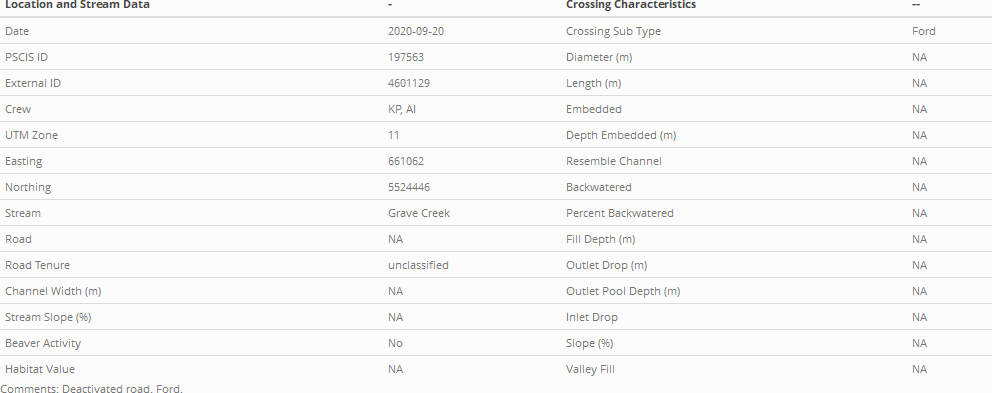 Location and Stream Data - Crossing Characteristics --
Date 2020-09-20 Crossing Sub Type Ford
PSCIS ID 197563 Diameter (m) NA
External ID 4601129 Length (m) NA
Crew KP, AI Embedded NA
UTM Zone 11 Depth Embedded (m) NA
Easting 661062 Resemble Channel NA
Northing 5524446 Backwatered NA
Stream Grave Creek Percent Backwatered NA
Road NA Fill Depth (m) NA
Road Tenure unclassified Outlet Drop (m) NA
Channel Width (m) NA Outlet Pool Depth (m) NA
Stream Slope (%) NA Inlet Drop NA
Beaver Activity No Slope (%) NA
Habitat Value NA Valley Fill NA
Comments: Deactivated road. Ford.